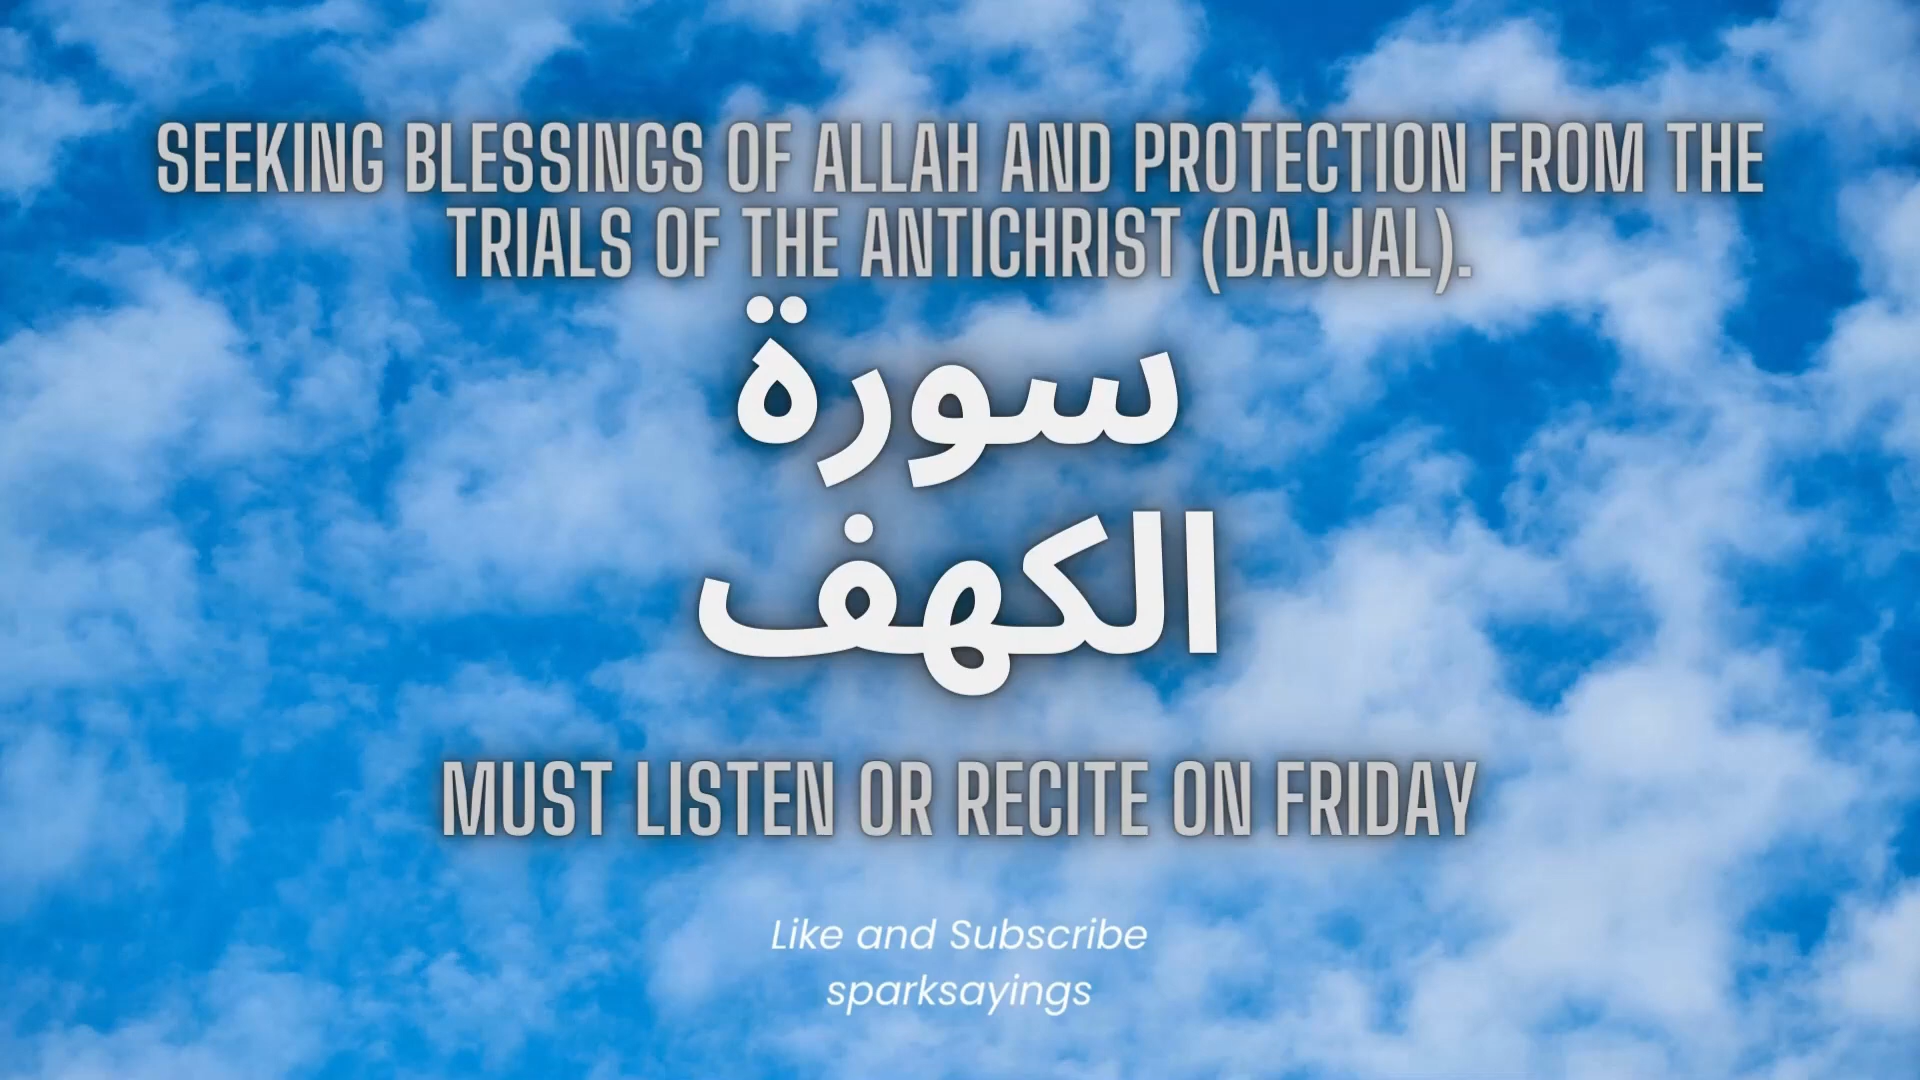 SEEKING BLESSINGS OF ALLAH AND PROTECTION FROM THE
TRIALS OF THE ANTICHRIST (DAJJAL).
سورة
الكهف
MUST LISTEN OR RECITE ON FRIDAY
Like and Subscribe
sparksayings